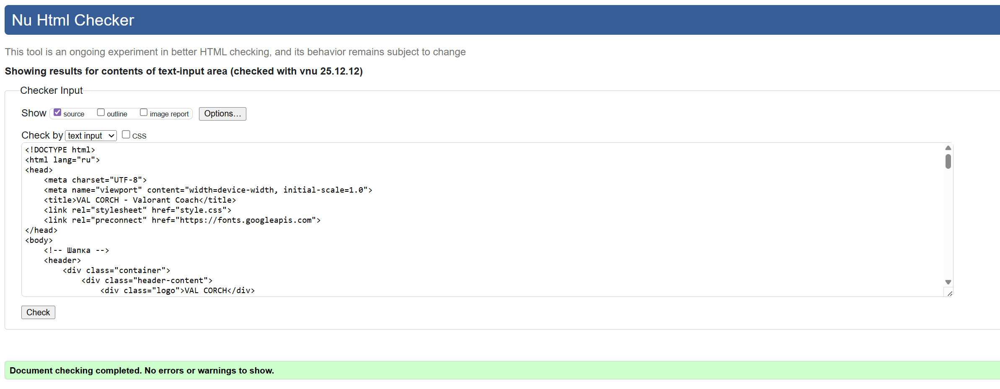 Nu Html Checker
This tool is an ongoing experiment in better HTML checking, and its behavior remains subject to change
Showing results for contents of text-input area (checked with vnu 25.12.12)
Checker Input
Show source outline image report Options...
Check by text input CSS
<!DOCTYPE html>
<html lang="ru">
<head>
    <meta charset="UTF-8">
    <meta name="viewport" content="width=device-width, initial-scale=1.0">
    <title>VAL CORCH - Valorant Coach</title>
    <link rel="stylesheet" href="style.css">
    <link rel="preconnect" href="https://fonts.googleapis.com">
</head>
<body>
    <!-- Шапка -->
    <header>
        <div class="container">
            <div class="header-content">
                <div class="logo">VAL CORCH</div>
Check
Document checking completed. No errors or warnings to show.